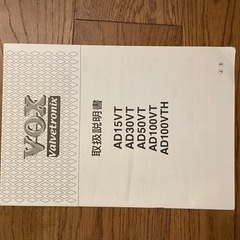 VOX
Valvetronix
取扱説明書
AD15VT
AD30VT
AD50VT
AD100VT
AD100VTH